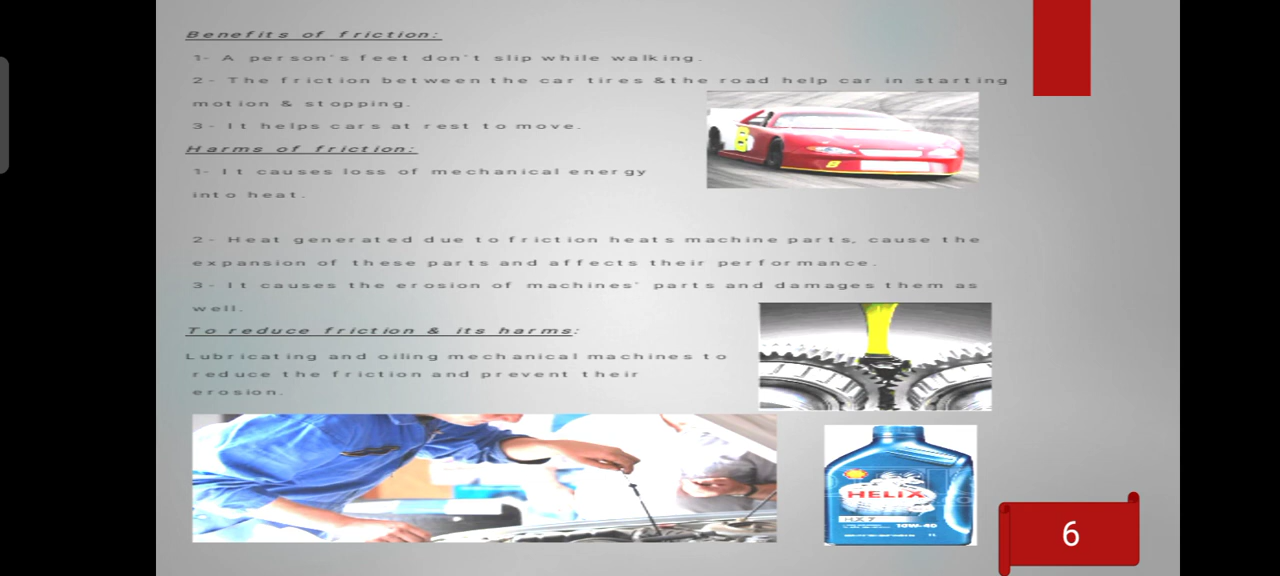 Benefits of friction:
1- A person's feet don't slip while walking.
2- The friction between the car tires &the road help car in starting
motion & stopping.
3- It helps cars at rest to move.
Harms of friction:
1- It causes loss of mechanical energy
into heat.
2- Heat generated due to friction heats machine parts, cause the
expansion of these parts and affects their performance.
3- It causes the erosion of machines' parts and damages them as
well.
To reduce friction & its harms:
Lubricating and oiling mechanical machines to
reduce the friction and prevent their
erosion.
8
HELIX
HX 7
10W-40
6